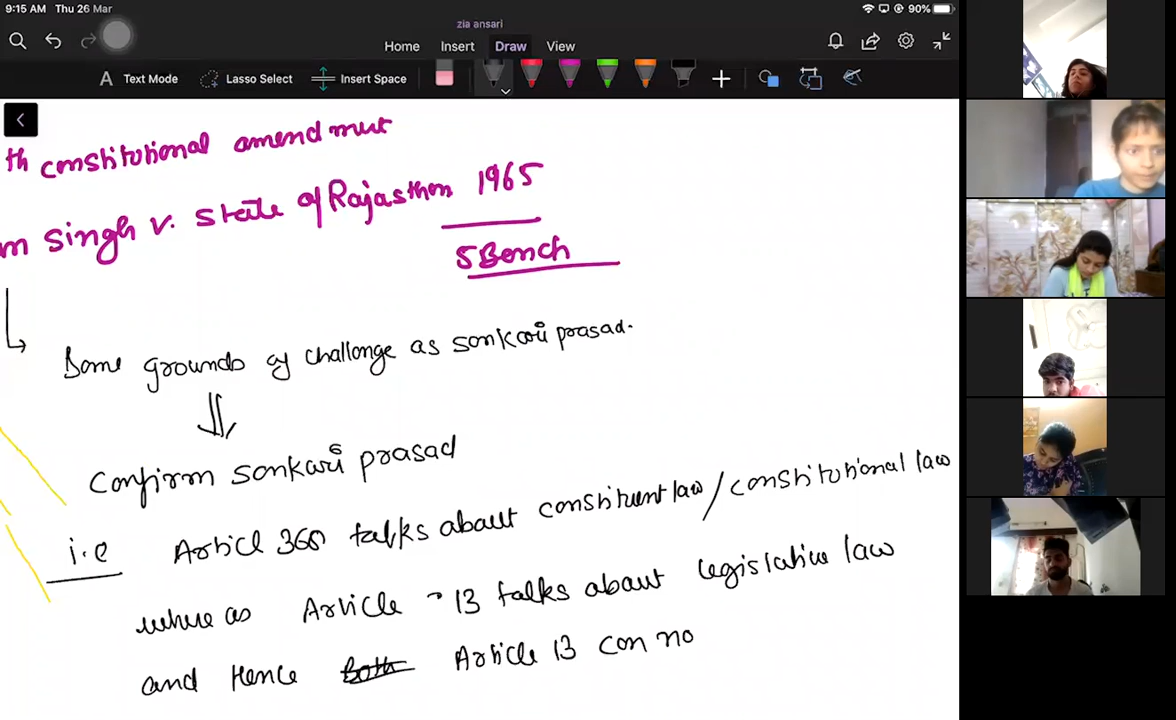 9:15 AM Thu 26 Mar
90%
zia ansari
Home Insert Draw View
A Text Mode Lasso Select Insert Space
th constitutional amendment
m Singh v. State of Rajasthan 1965
5 Bench
Same grounds of challange as sankari prasad.
Confirm sankari prasad
i.e Articl 368 talks about constituent law/constitutional law
where as Article - 13 talks about legislative law
and Hence Both Article 13 can no